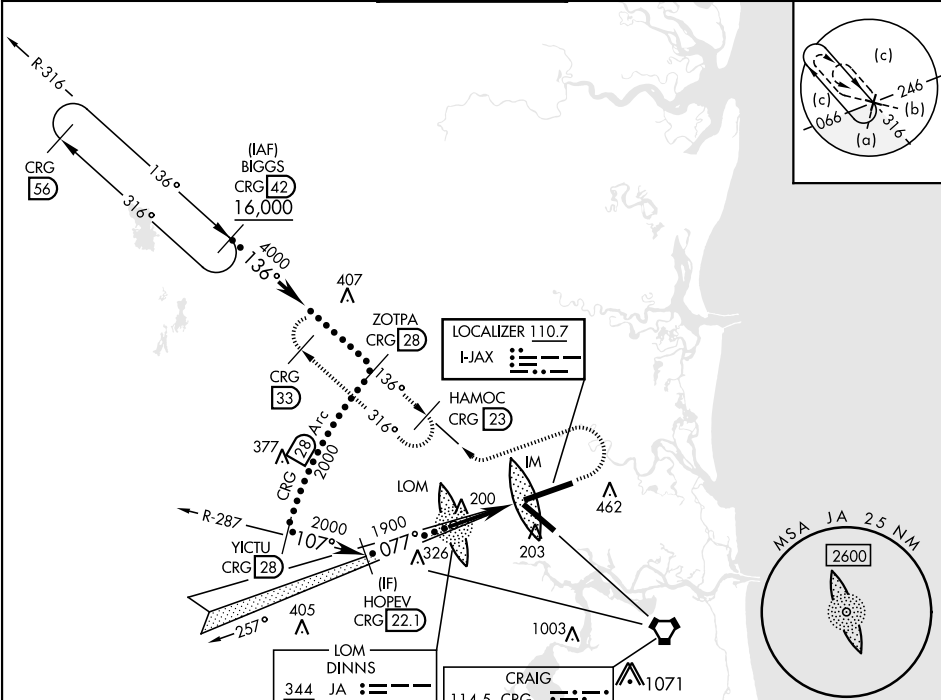 R-316
CRG
56
136°
316°
(IAF)
BIGGS
CRG 42
16,000
4000
136°
407
ZOTPA
CRG 28
LOCALIZER 110.7
I-JAX
CRG
33
136°
316°
HAMOC
CRG 23
377
CRG 28 Arc
2000
LOM
IM
200
462
R-287
2000
107°
1900
077°
326
203
YICTU
CRG 28
(IF)
HOPEV
CRG 22.1
405
257°
1003
1071
LOM
DINNS
344 JA
CRAIG
114.5 CRG
(c)
246
(c)
(b)
066
316
(a)
MSA JA 25 NM
2600